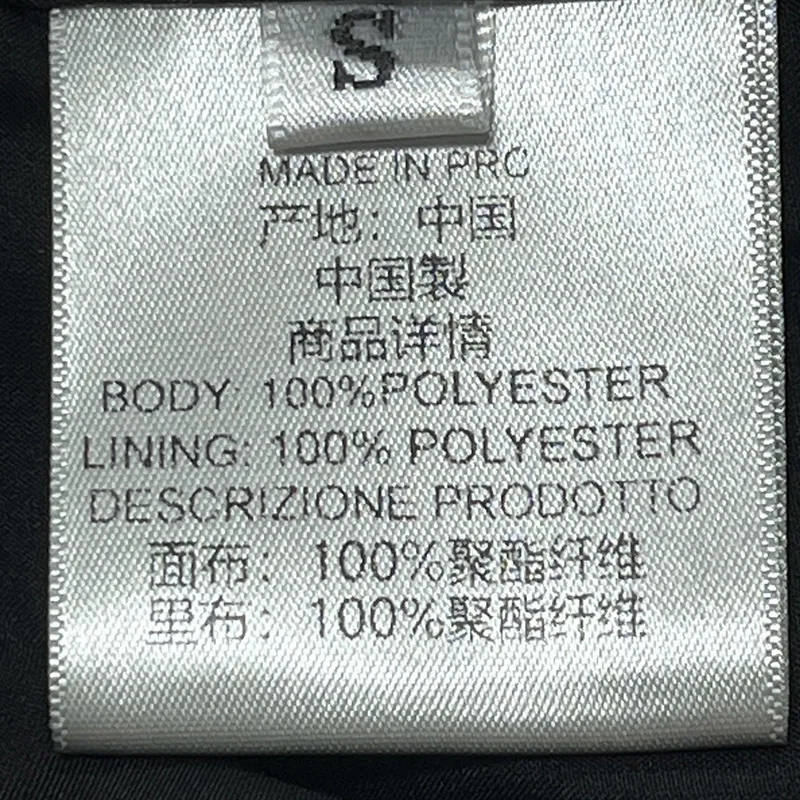 S
MADE IN PRC
产地：中国
中国製
商品详情
BODY: 100%POLYESTER
LINING: 100% POLYESTER
DESCRIZIONE PRODOTTO
面布：100%聚酯纤维
里布：100%聚酯纤维